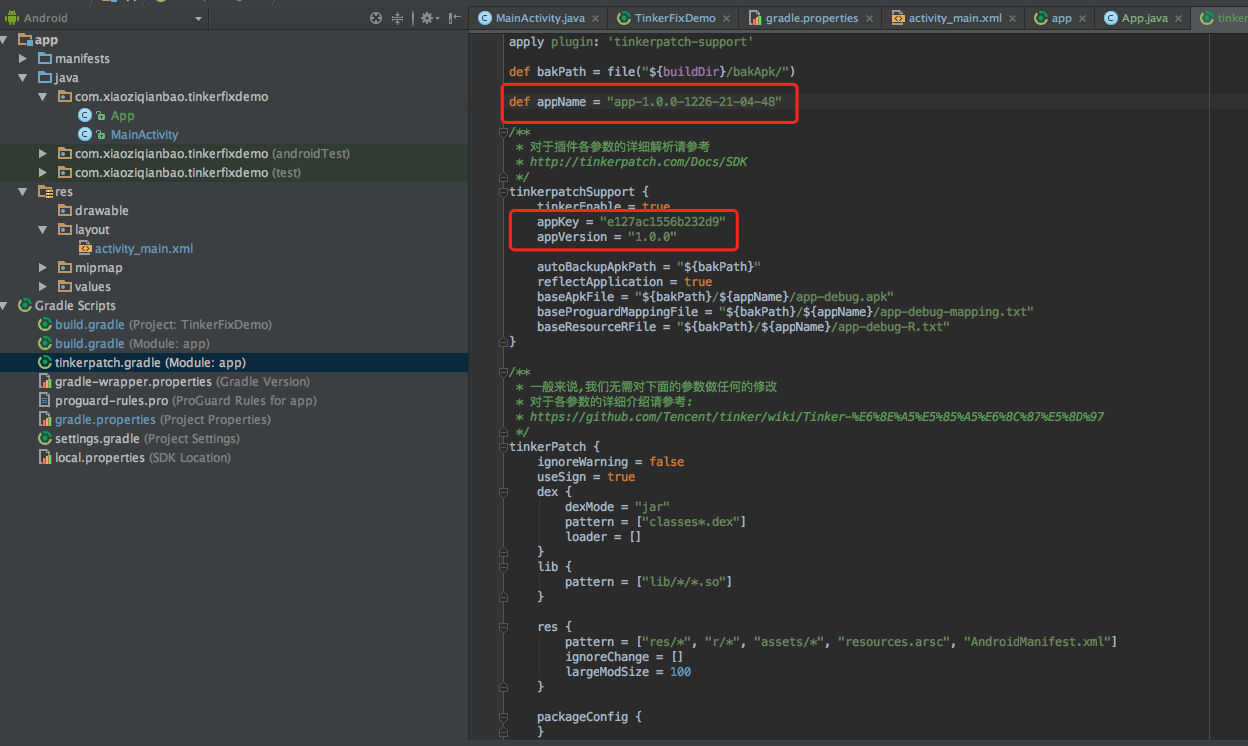 Android
MainActivity.java
TinkerFixDemo
gradle.properties
activity_main.xml
app
App.java
tinker
app
manifests
java
com.xiaoziqianbao.tinkerfixdemo
App
MainActivity
com.xiaoziqianbao.tinkerfixdemo (androidTest)
com.xiaoziqianbao.tinkerfixdemo (test)
res
drawable
layout
activity_main.xml
mipmap
values
Gradle Scripts
build.gradle (Project: TinkerFixDemo)
build.gradle (Module: app)
tinkerpatch.gradle (Module: app)
gradle-wrapper.properties (Gradle Version)
proguard-rules.pro (ProGuard Rules for app)
gradle.properties (Project Properties)
settings.gradle (Project Settings)
local.properties (SDK Location)
apply plugin: 'tinkerpatch-support'
def bakPath = file("${buildDir}/bakApk/")
def appName = "app-1.0.0-1226-21-04-48"
/**
* 对于插件各参数的详细解析请参考
* http://tinkerpatch.com/Docs/SDK
*/
tinkerpatchSupport {
tinkerEnable = true
appKey = "e127ac1556b232d9"
appVersion = "1.0.0"
autoBackupApkPath = "${bakPath}"
reflectApplication = true
baseApkFile = "${bakPath}/${appName}/app-debug.apk"
baseProguardMappingFile = "${bakPath}/${appName}/app-debug-mapping.txt"
baseResourceRFile = "${bakPath}/${appName}/app-debug-R.txt"
}
/**
* 一般来说,我们无需对下面的参数做任何的修改
* 对于各参数的详细介绍请参考:
* https://github.com/Tencent/tinker/wiki/Tinker-%E6%8E%A5%E5%85%A5%E6%8C%87%E5%8D%97
*/
tinkerPatch {
ignoreWarning = false
useSign = true
dex {
dexMode = "jar"
pattern = ["classes*.dex"]
loader = []
}
lib {
pattern = ["lib/*/*.so"]
}
res {
pattern = ["res/*", "r/*", "assets/*", "resources.arsc", "AndroidManifest.xml"]
ignoreChange = []
largeModSize = 100
}
packageConfig {
}